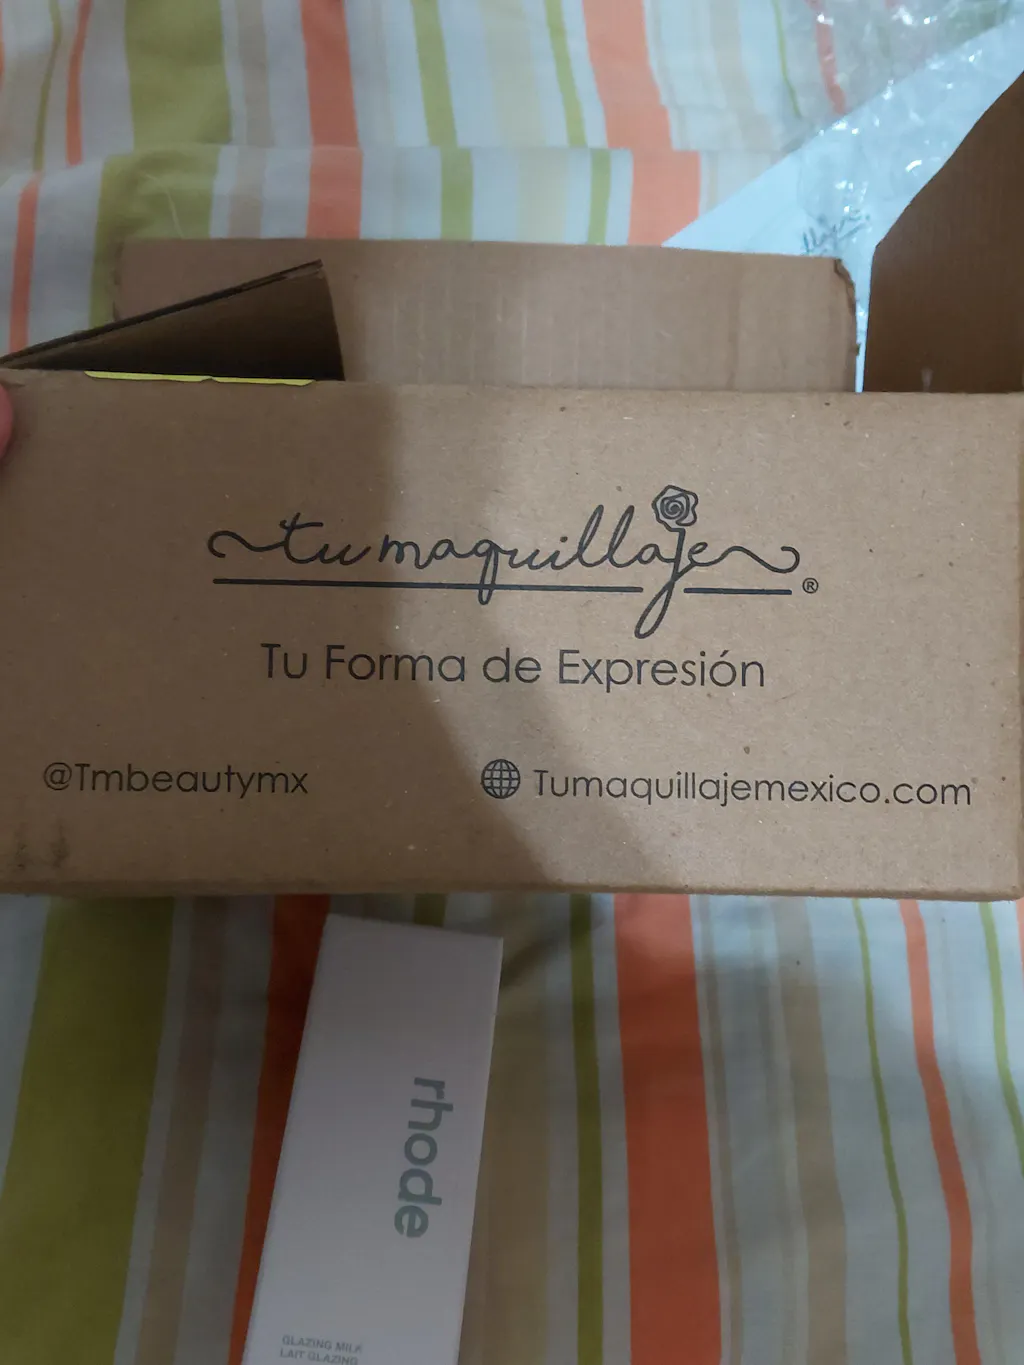 tumaquillaje®
Tu Forma de Expresión
@Tmbeautymx
Tumaquillajemexico.com
rhode
GLAZING MILK
LAIT GLAZING